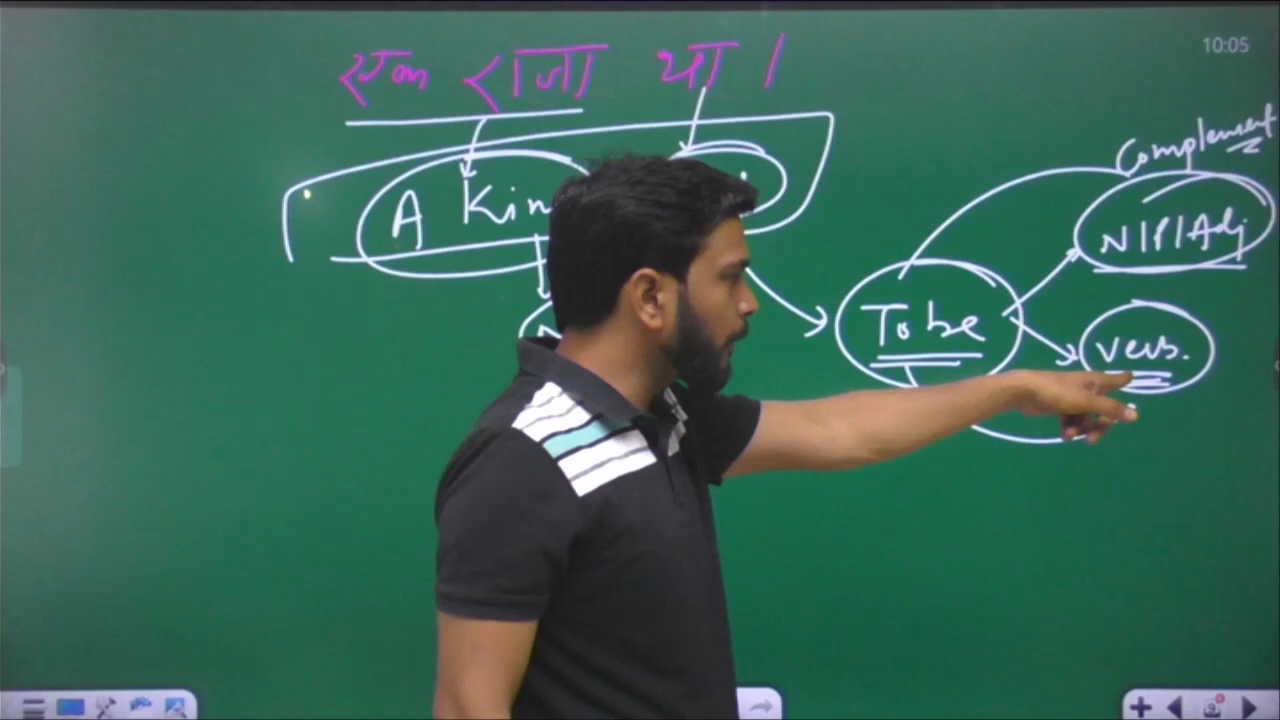 10:05
एक राजा था ।
Complement
A Kin
N/P/Adj
To be
verb.